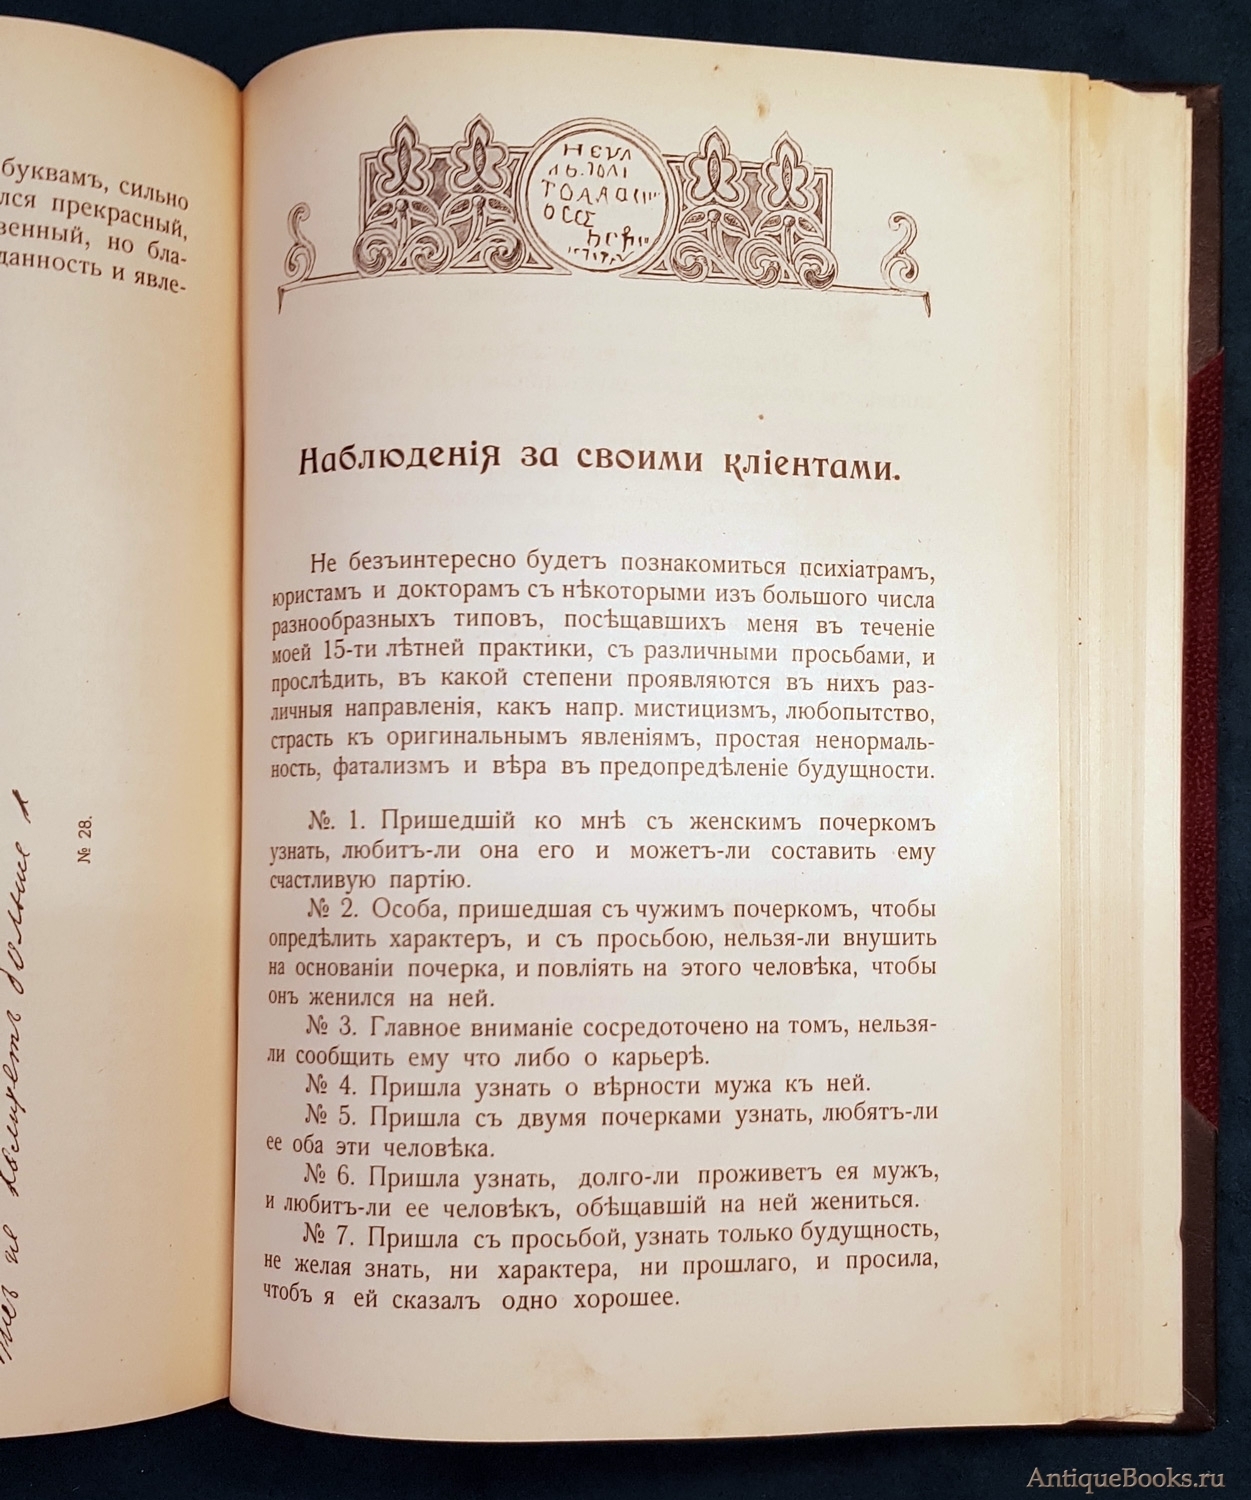 буквамъ, сильно
лся прекрасный,
венный, но бла-
данность и явле-
№ 28.
Наблюденія за своими кліентами.
Не безъинтересно будетъ познакомиться психіатрамъ,
юристамъ и докторамъ съ нѣкоторыми изъ большого числа
разнообразныхъ типовъ, посѣщавшихъ меня въ теченіе
моей 15-ти лѣтней практики, съ различными просьбами, и
прослѣдить, въ какой степени проявляются въ нихъ раз-
личныя направленія, какъ напр. мистицизмъ, любопытство,
страсть къ оригинальнымъ явленіямъ, простая ненормаль-
ность, фатализмъ и вѣра въ предопредѣленіе будущности.
№. 1. Пришедшій ко мнѣ съ женскимъ почеркомъ
узнать, любитъ-ли она его и можетъ-ли составить ему
счастливую партію.
№ 2. Особа, пришедшая съ чужимъ почеркомъ, чтобы
опредѣлить характеръ, и съ просьбою, нельзя-ли внушить
на основаніи почерка, и повліять на этого человѣка, чтобы
онъ женился на ней.
№ 3. Главное вниманіе сосредоточено на томъ, нельзя-
ли сообщить ему что либо о карьерѣ.
№ 4. Пришла узнать о вѣрности мужа къ ней.
№ 5. Пришла съ двумя почерками узнать, любятъ-ли
ее оба эти человѣка.
№ 6. Пришла узнать, долго-ли проживетъ ея мужъ,
и любитъ-ли ее человѣкъ, обѣщавшій на ней жениться.
№ 7. Пришла съ просьбой, узнать только будущность,
не желая знать, ни характера, ни прошлаго, и просила,
чтобъ я ей сказалъ одно хорошее.
AntiqueBooks.ru